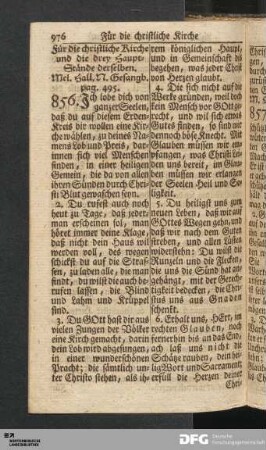 976 Für die christliche Kirche
Für die christliche Kirche
und die drey Haupt-
Stände derselben.
Mel. Hall. N. Gesangb.
pag. 495.
856. Ich lobe dich von
ganzer Seelen,
daß du auf diesem Erden-
Kreis dir wollen eine Kir-
che wählen, zu deines Na-
mens Lob und Preis, dar-
innen sich viel Menschen
finden, in einer heiligen
Gemein, die da von allen
ihren Sünden durch Chri-
sti Blut gewaschen seyn.
2. Du rufest auch noch
heut zu Tage, daß jeder-
man erscheinen sol, man
höret immer deine Klage
daß nicht dein Haus wil
werden voll, deswegen
schickst du auf die Stras-
sen, zu laden alle, die man
findt, du wilst die auch be-
rufen lassen, die Blind
und Lahm und Krüppel
sind.
3. Du GOtt hast dir aus
vielen Zungen der Völker
eine Kirch gemacht, darin
dein Lob wird abgesungen,
in einer wunderschönen
Pracht; die sämtlich un-
ter Christo stehen, als ih-
rem königlichen Haupt,
und in Gemeinschaft diß
begehen, was jeder Christ
von Herzen glaubt.
4. Die sich nicht auf die
Werke gründen, weil doch
kein Mensch vor GOtt ge-
recht, und wil sich etwas
Gutes finden, so sind wir
dennoch böse Knecht. Mit
Glauben müssen wir em-
pfangen, was Christi Lei-
den uns bereit, im Glau-
ben müssen wir erlangen
der Seelen Heil und Se-
ligkeit.
5. Du heiligst uns zum
neuen Leben, daß wir auf
GOttes Wegen gehn, und
daß wir nach dem Guten
streben, und allen Lüsten
widerstehn: Du wilst die
Runzeln und die Flecken,
die uns die Sünd hat an-
gehängt, mit der Gerech-
tigkeit bedecken, die Chri-
stus uns aus Gnaden
schenkt.
6. Erhalt uns, HErr, im
rechten Glauben, noch
fernerhin bis an das End,
ach laß uns nicht die
Schätze rauben, dein hei-
lig Wort und Sacrament,
erfüll die Herzen deiner
Chri-